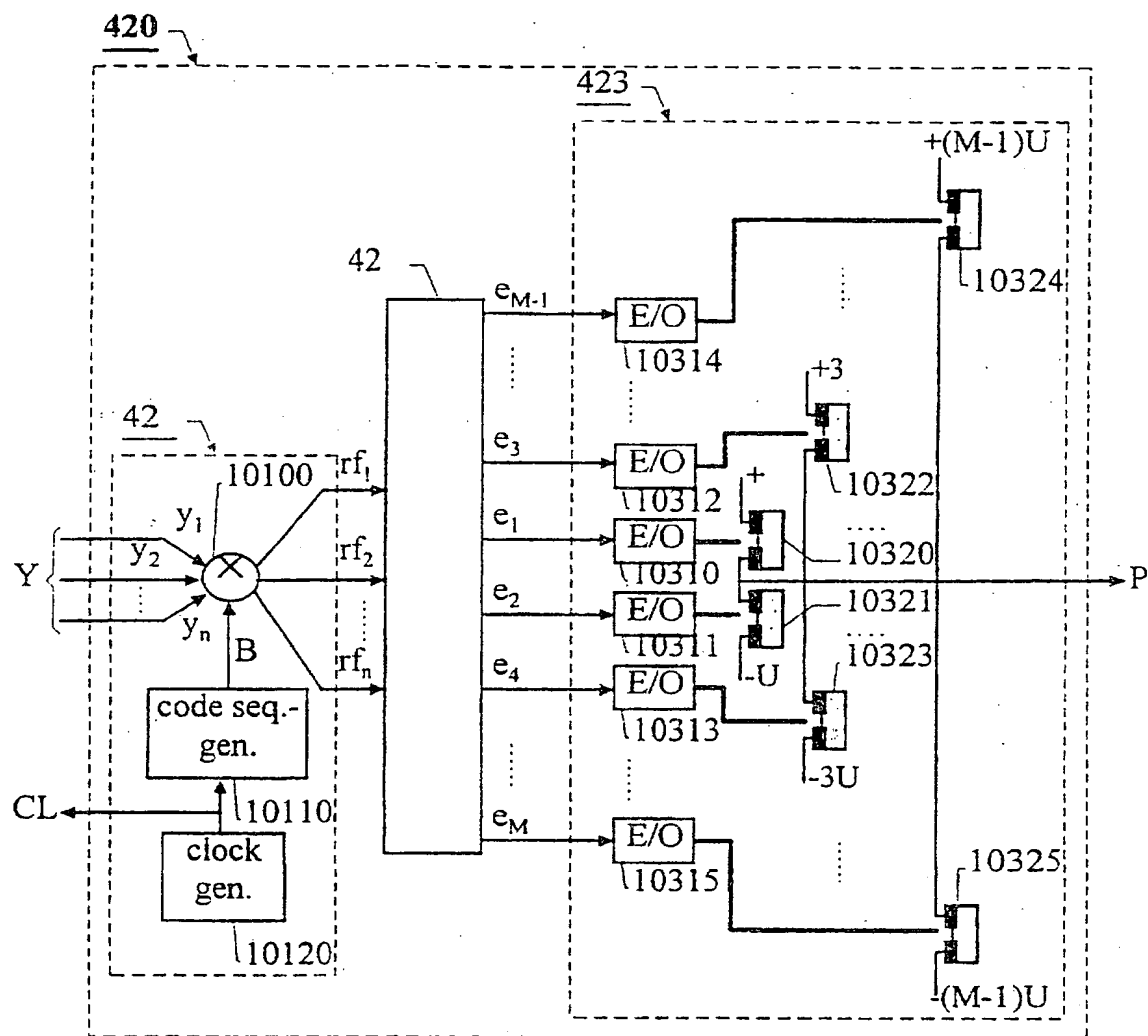 420
423
+(M-1)U
10324
42
e_{M-1}
E/O
10314
+3
42
10100
rf_1
e_3
E/O
10312
10322
+
y_1
e_1
E/O
10310
10320
Y
y_2
rf_2
P
y_n
e_2
E/O
10311
10321
-U
B
rf_n
e_4
E/O
10313
10323
-3U
code seq.-
gen.
10110
CL
clock
gen.
10120
e_M
E/O
10315
10325
-(M-1)U